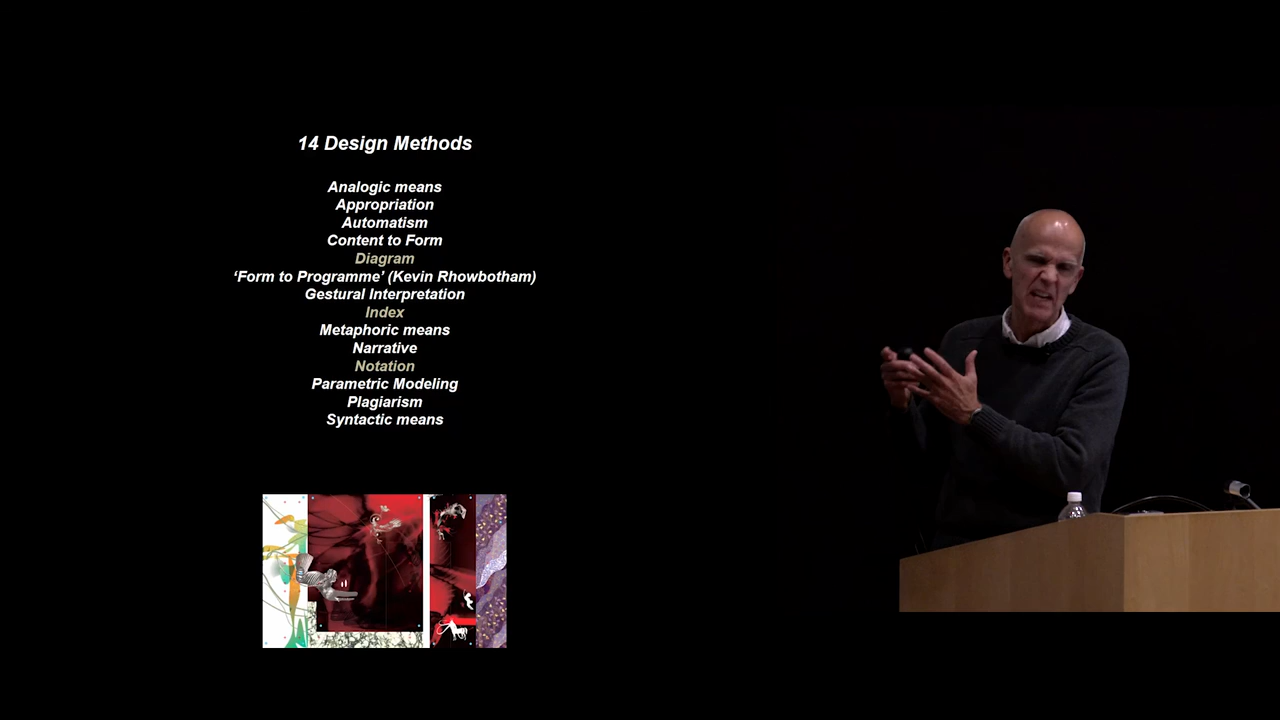 14 Design Methods
Analogic means
Appropriation
Automatism
Content to Form
Diagram
‘Form to Programme’ (Kevin Rhowbotham)
Gestural Interpretation
Index
Metaphoric means
Narrative
Notation
Parametric Modeling
Plagiarism
Syntactic means